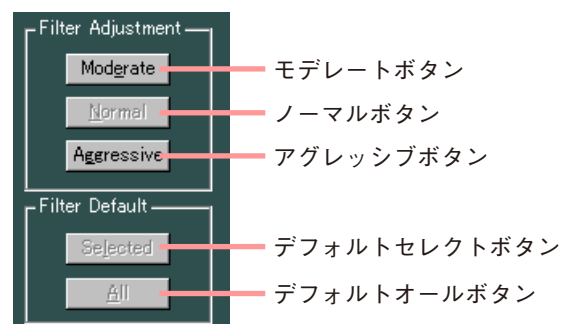 Filter Adjustment
Moderate モデレートボタン
Normal ノーマルボタン
Aggressive アグレッシブボタン
Filter Default
Selected デフォルトセレクトボタン
All デフォルトオールボタン